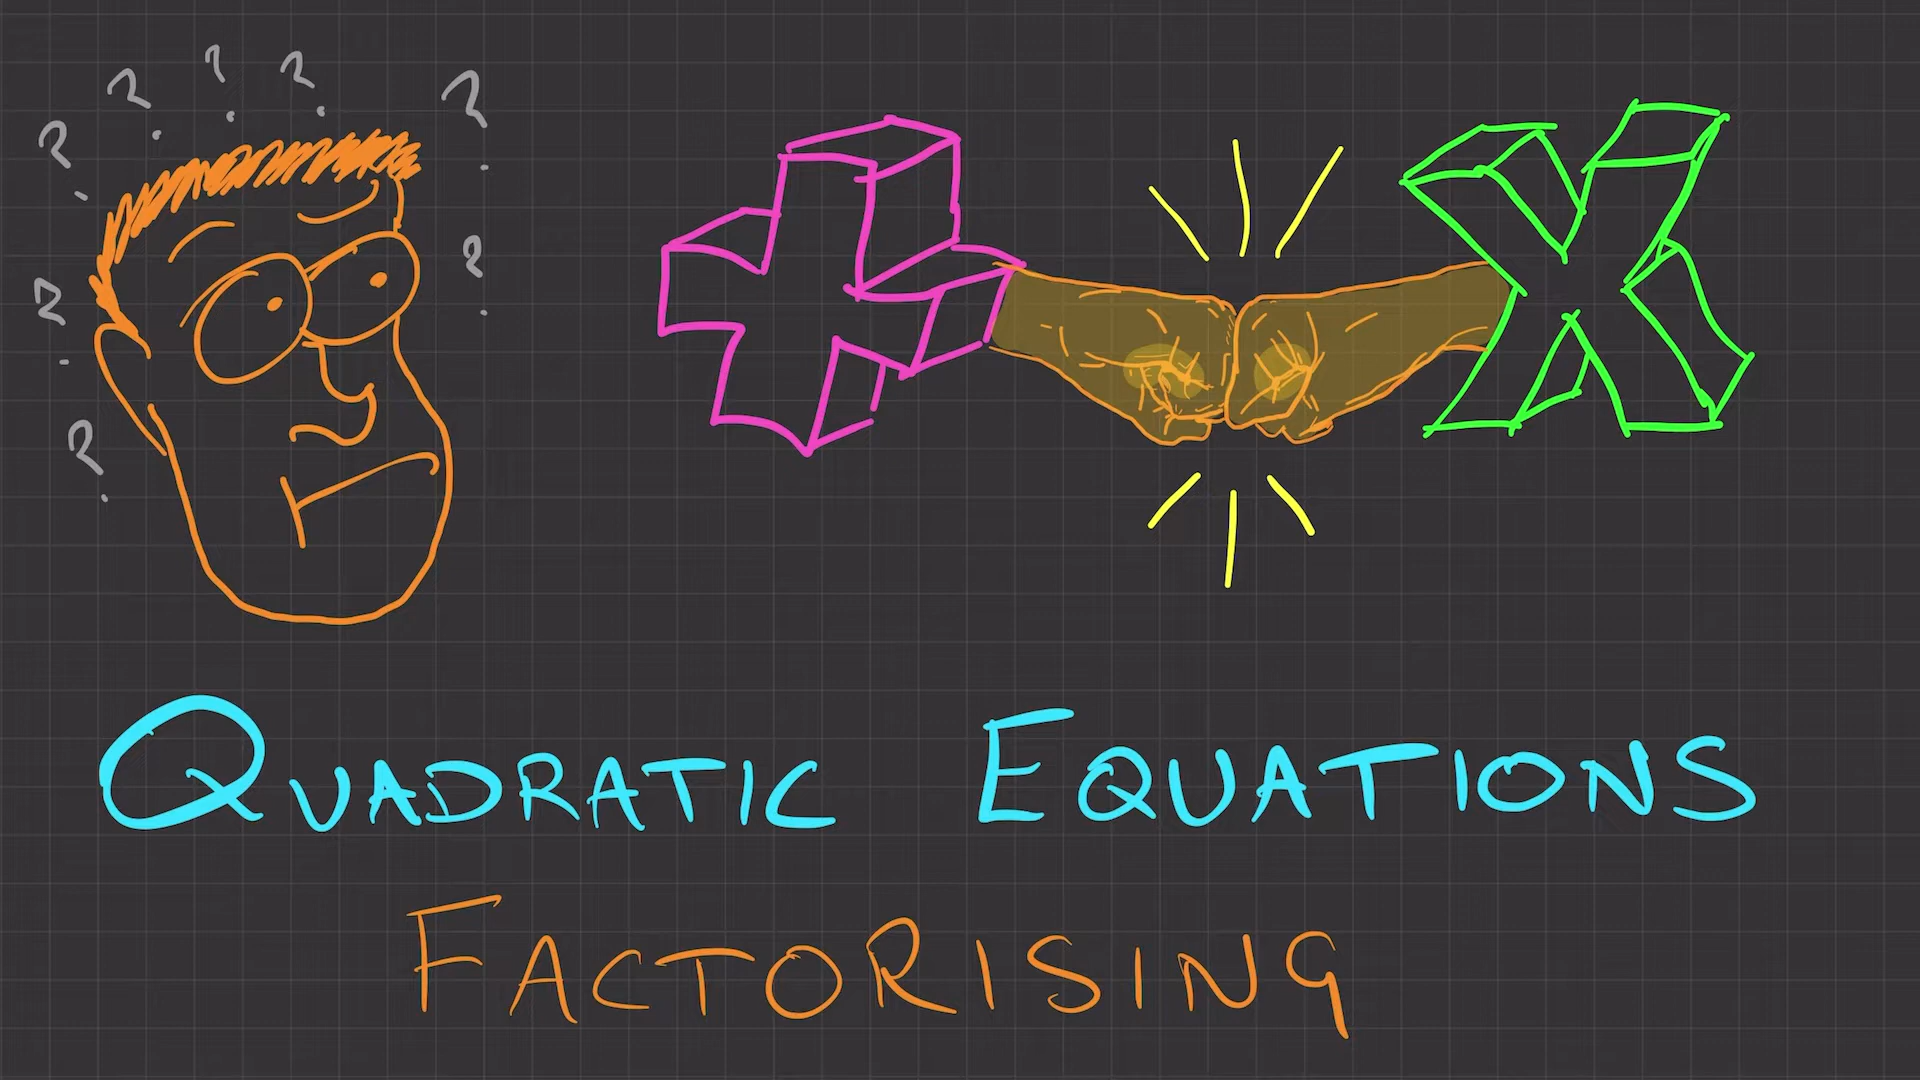 ? ? ? ? ? ? ? ?
+ X
QUADRATIC EQUATIONS
FACTORISING